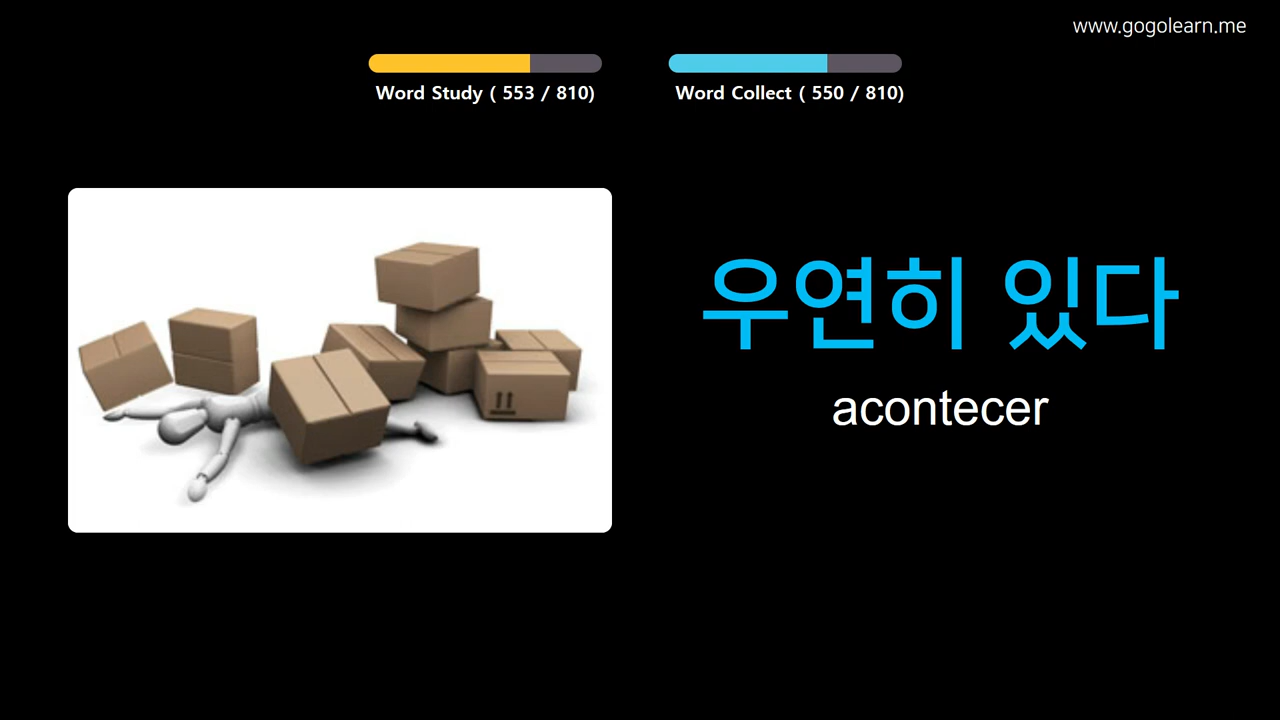 www.gogolearn.me
Word Study ( 553 / 810)
Word Collect ( 550 / 810)
우연히 있다
acontecer